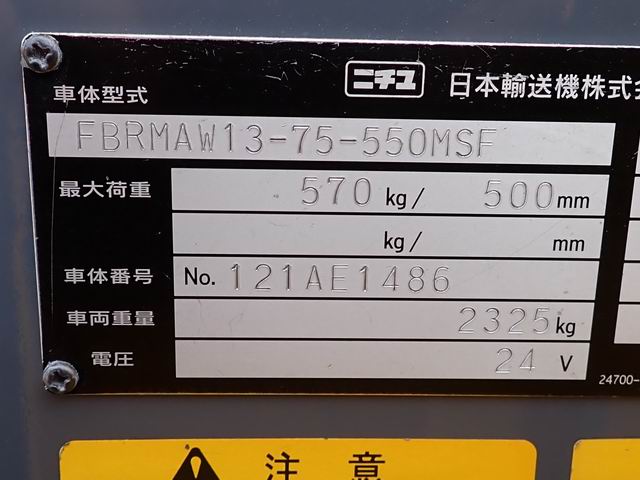 ニチユ 日本輸送機株式
車体型式
FBRMAW13-75-550MSF
最大荷重 570 kg/ 500 mm
kg/ mm
車体番号 No. 121AE1486
車両重量 2325 kg
電圧 24 V
24700-
注意